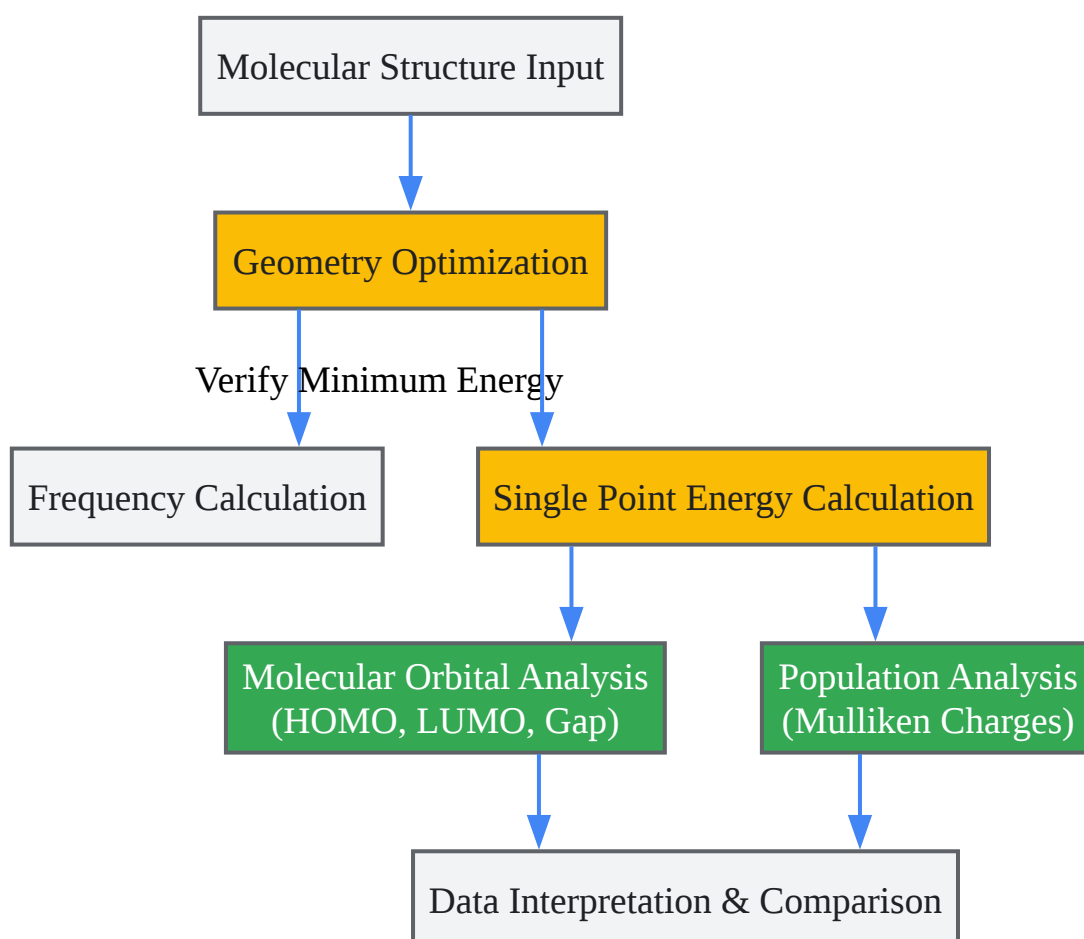 Molecular Structure Input
Geometry Optimization
Verify Minimum Energy
Frequency Calculation
Single Point Energy Calculation
Molecular Orbital Analysis
(HOMO, LUMO, Gap)
Population Analysis
(Mulliken Charges)
Data Interpretation & Comparison